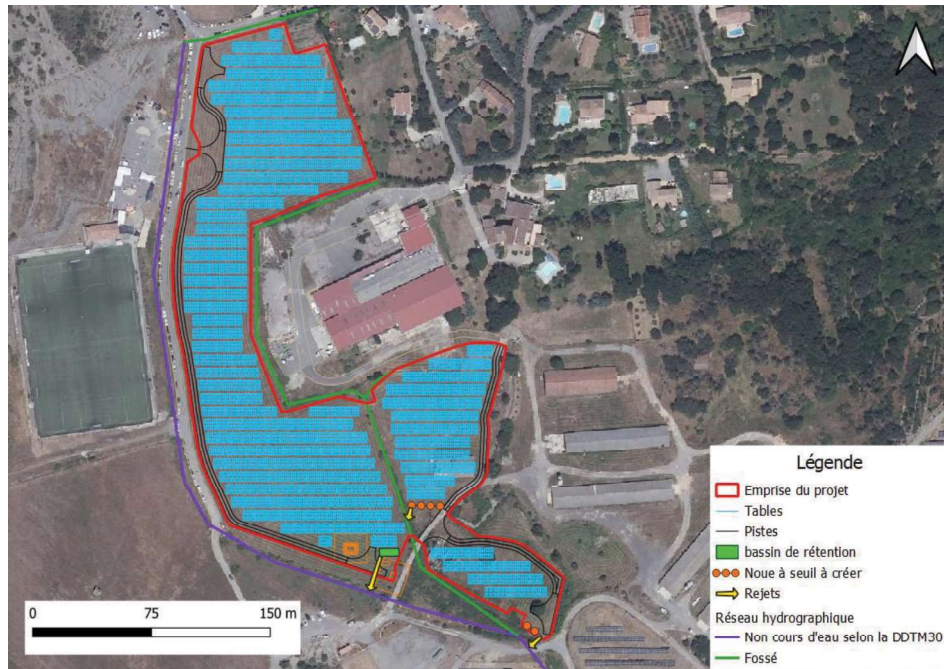 0 75 150 m
Légende
Emprise du projet
Tables
Pistes
bassin de rétention
Noue à seuil à créer
Rejets
Réseau hydrographique
Non cours d'eau selon la DDTM30
Fossé